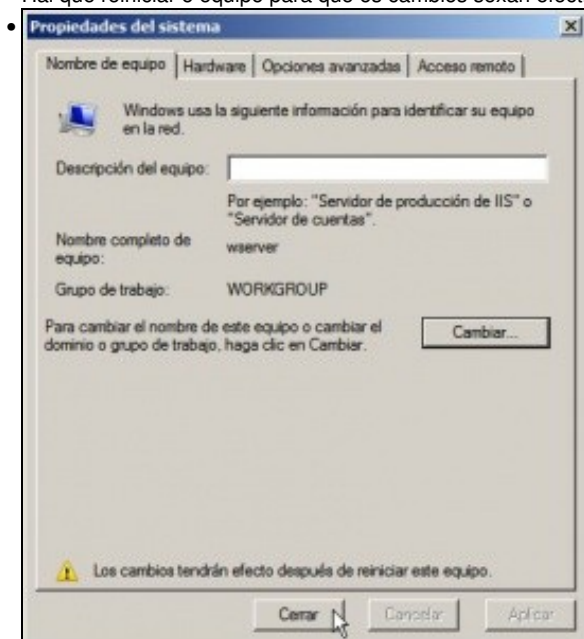 Hai que reiniciar o equipo para que os cambios sexan
Propiedades del sistema
Nombre de equipo Hardware Opciones avanzadas Acceso remoto
Windows usa la siguiente información para identificar su equipo
en la red.
Descripción del equipo:
Por ejemplo: "Servidor de producción de IIS" o
"Servidor de cuentas".
Nombre completo de
equipo:
wserver
Grupo de trabajo: WORKGROUP
Para cambiar el nombre de este equipo o cambiar el
dominio o grupo de trabajo, haga clic en Cambiar.
Cambiar...
Los cambios tendrán efecto después de reiniciar este equipo.
Cerrar Cancelar Aplicar